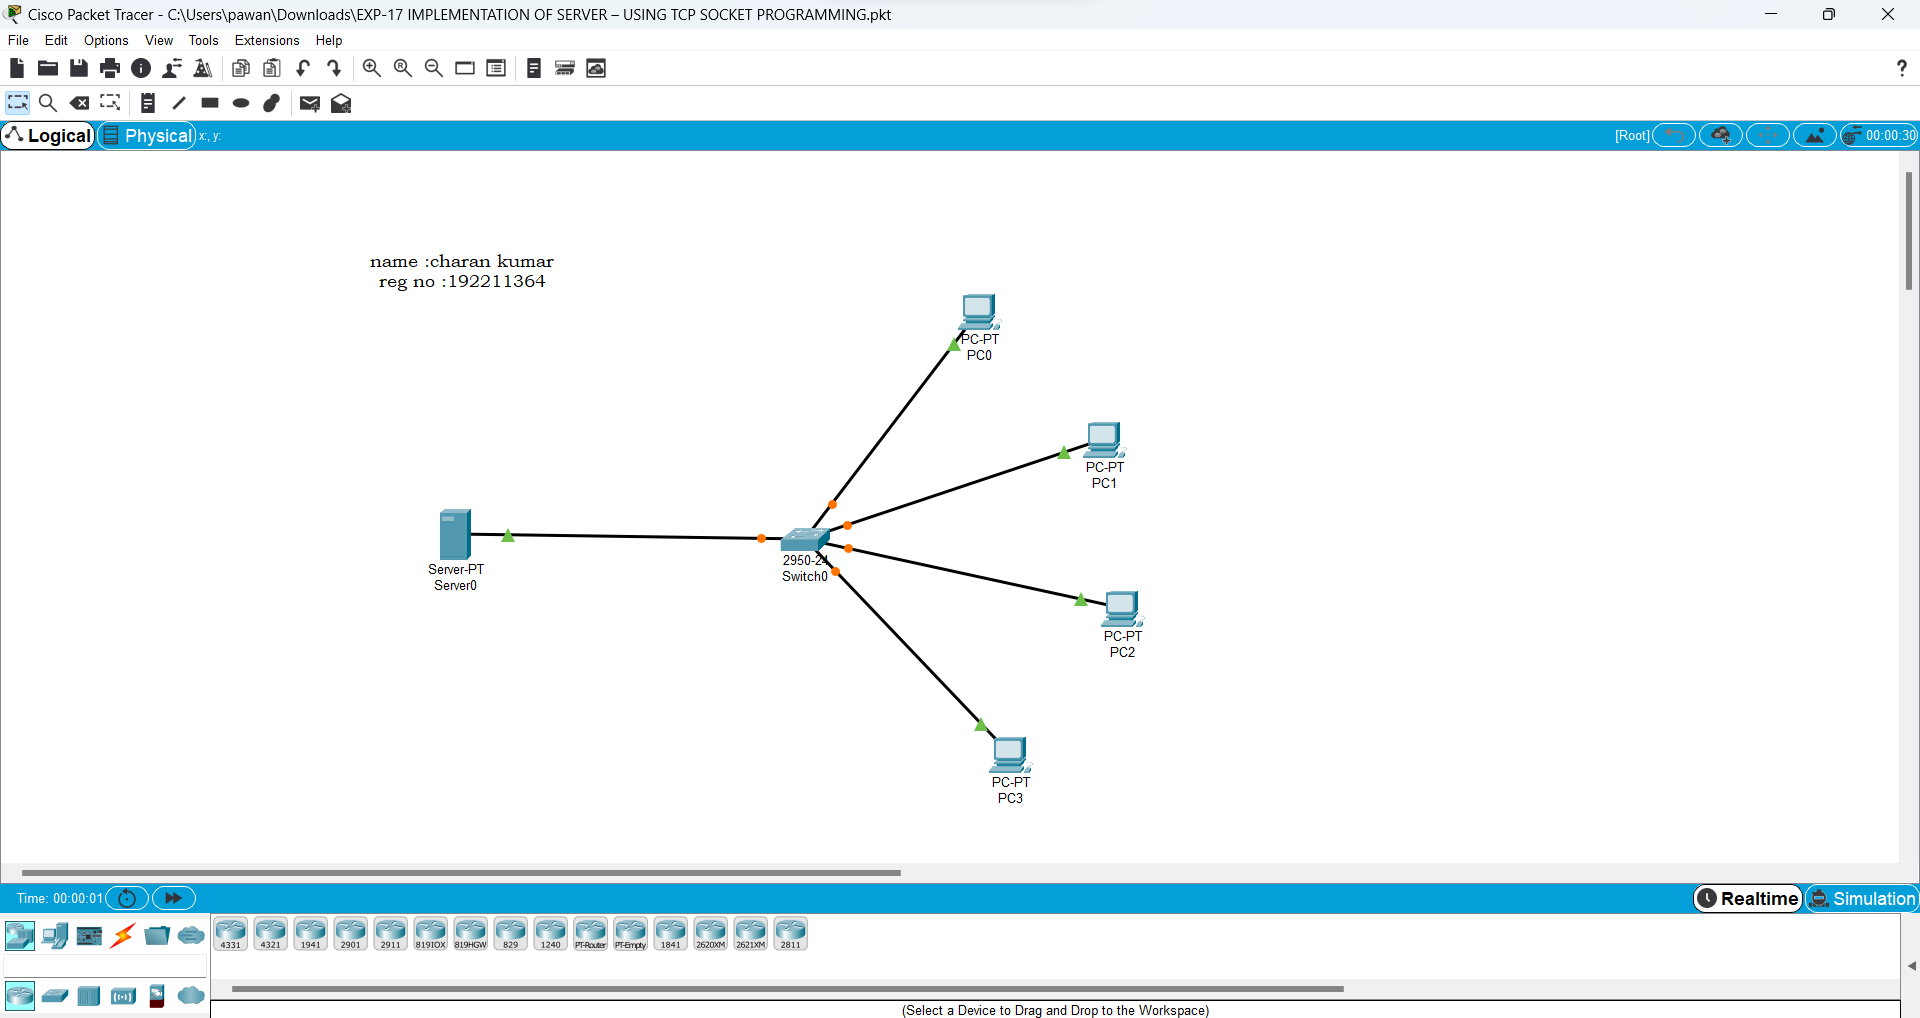 Cisco Packet Tracer - C:\Users\pawan\Downloads\EXP-17 IMPLEMENTATION OF SERVER – USING TCP SOCKET PROGRAMMING.pkt
File Edit Options View Tools Extensions Help
?
Logical Physical x:, y: [Root] 00:00:30
name :charan kumar
reg no :192211364
PC-PT
PC0
PC-PT
PC1
Server-PT
Server0
2950-24
Switch0
PC-PT
PC2
PC-PT
PC3
Time: 00:00:01 Realtime Simulation
4331 4321 1941 2901 2911 819IOX 819HGW 829 1240 PT-Router PT-Empty 1841 2620XM 2621XM 2811
(Select a Device to Drag and Drop to the Workspace)